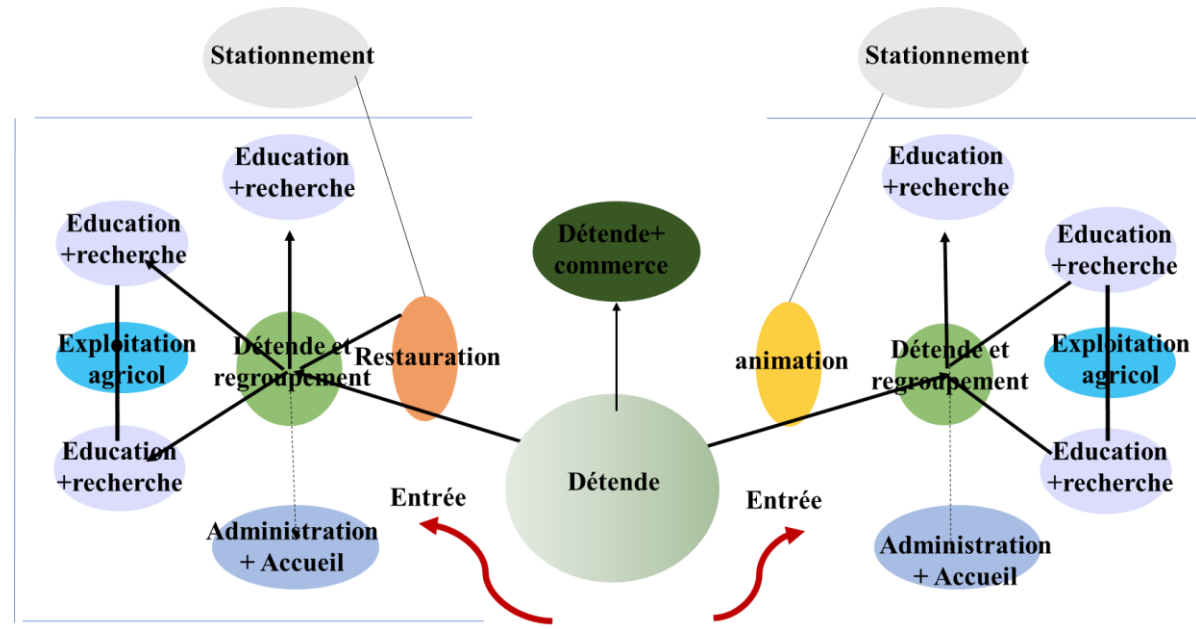 Stationnement
Stationnement
Education
+recherche
Education
+recherche
Education
+recherche
Education
+recherche
Détende+
commerce
Exploitation
agricol
Détende et
regroupement
Restauration
animation
Détende et
regroupement
Exploitation
agricol
Education
+recherche
Education
+recherche
Détende
Entrée
Entrée
Administration
+ Accueil
Administration
+ Accueil